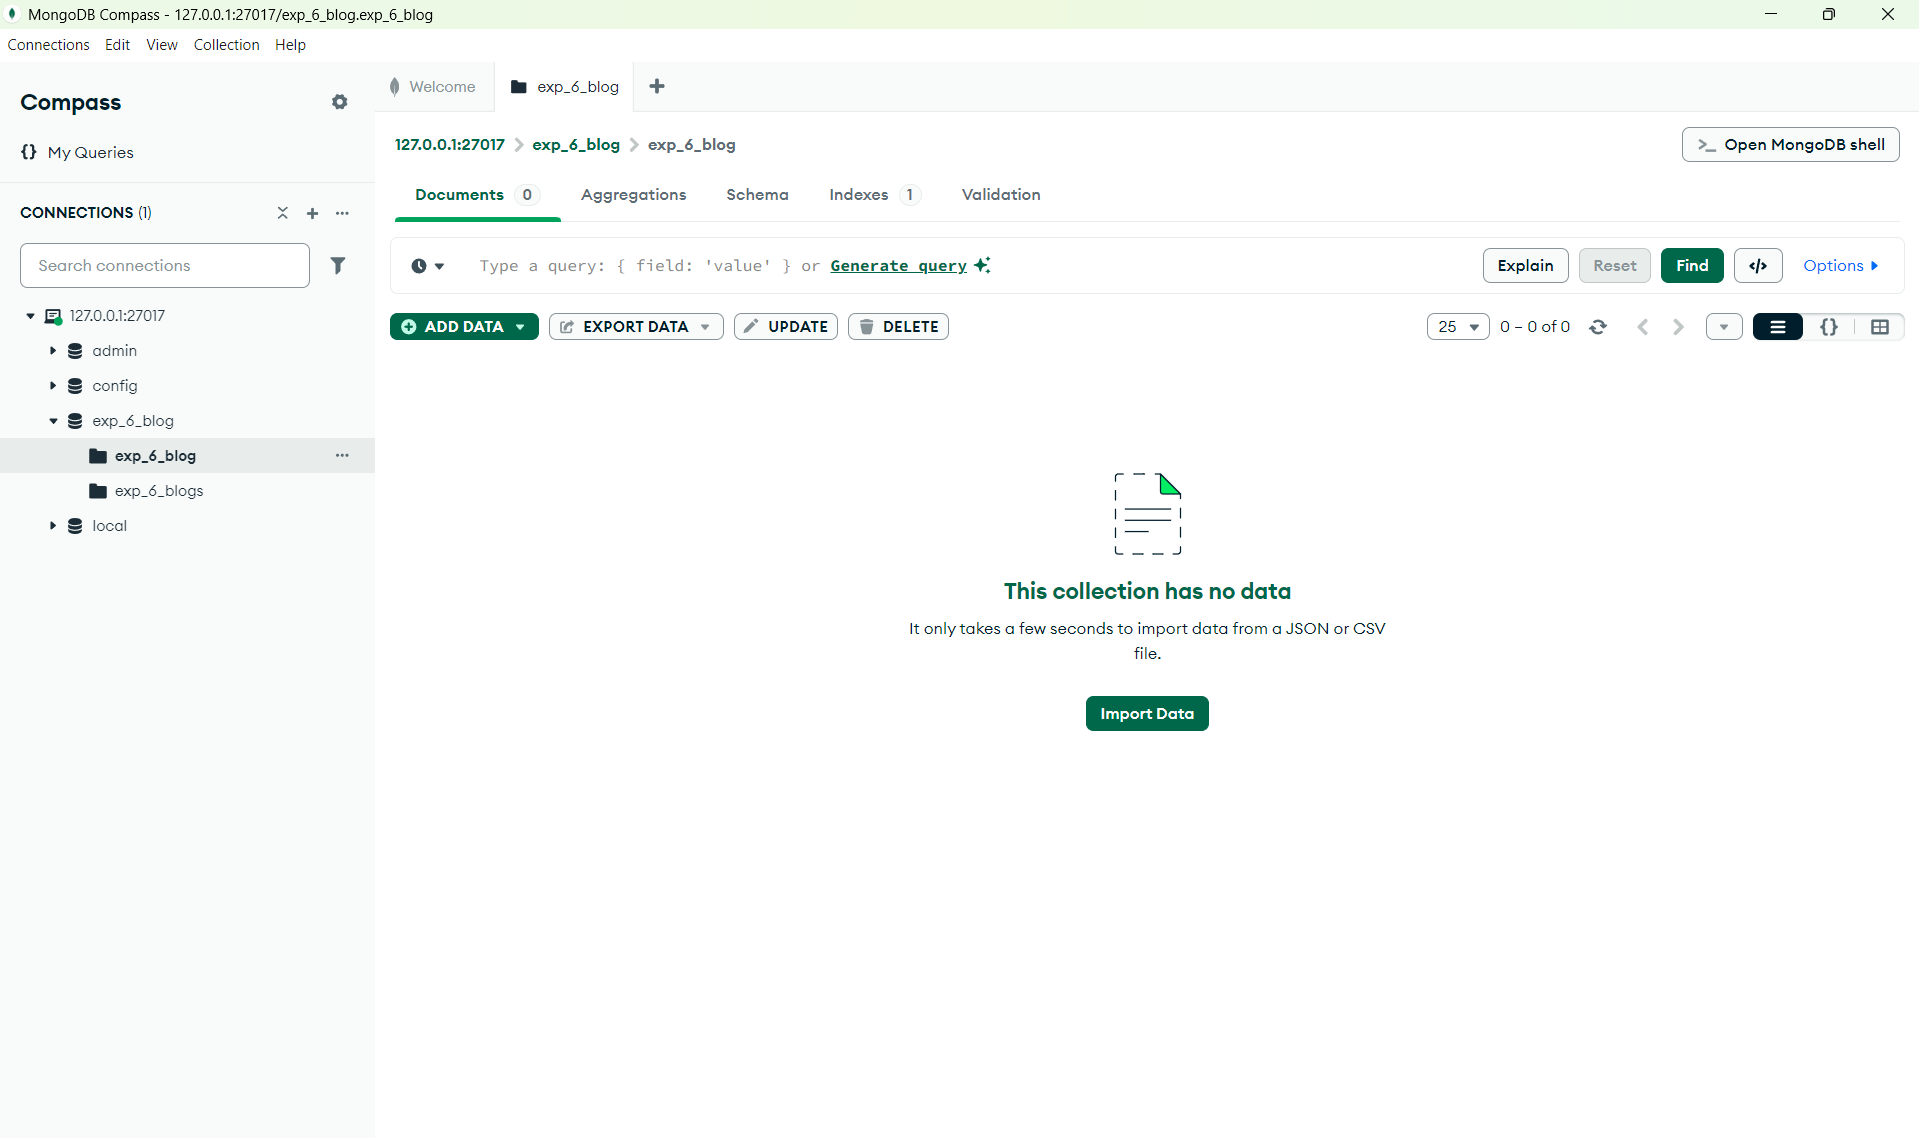 MongoDB Compass - 127.0.0.1:27017/exp_6_blog.exp_6_blog
Connections Edit View Collection Help
Compass
{} My Queries
CONNECTIONS (1)
Search connections
127.0.0.1:27017
admin
config
exp_6_blog
exp_6_blog
exp_6_blogs
local
Welcome
exp_6_blog
127.0.0.1:27017 > exp_6_blog > exp_6_blog
>_ Open MongoDB shell
Documents 0 Aggregations Schema Indexes 1 Validation
Type a query: { field: 'value' } or Generate query
Explain Reset Find </> Options
ADD DATA EXPORT DATA UPDATE DELETE
25 0 – 0 of 0 {}
This collection has no data
It only takes a few seconds to import data from a JSON or CSV
file.
Import Data